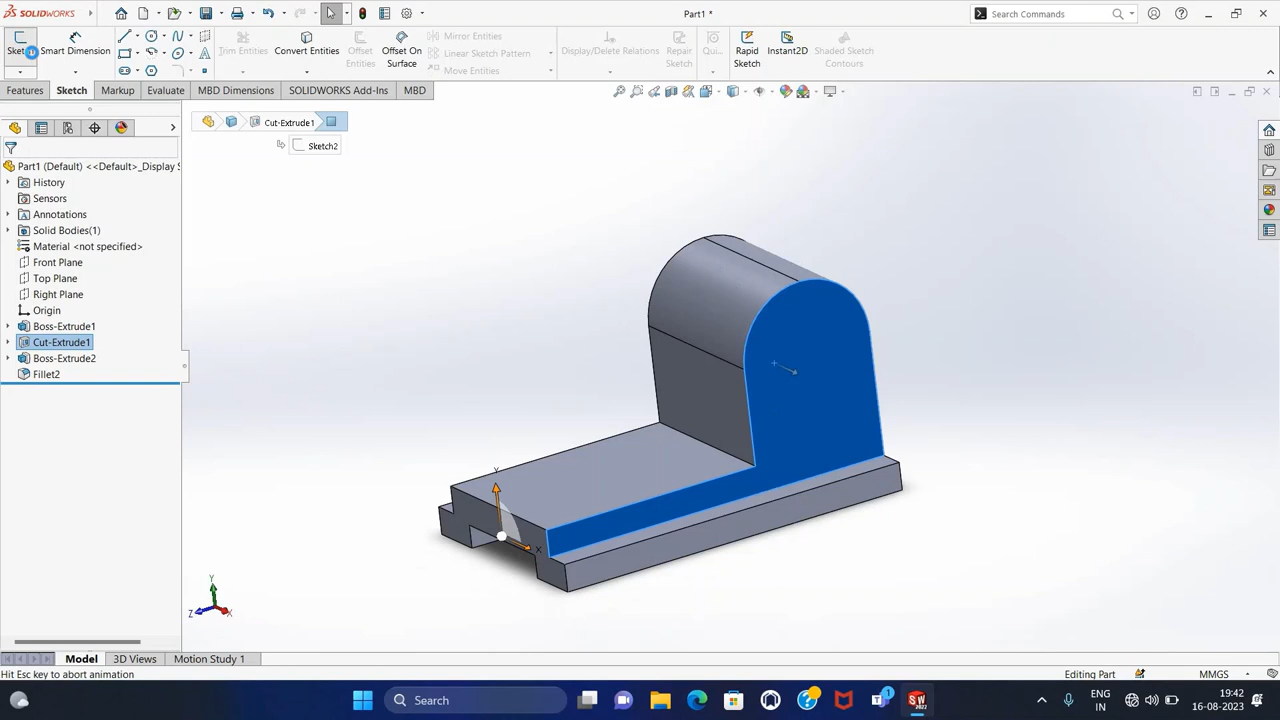 SOLIDWORKS
Part1 *
Search Commands
Smart Dimension
Trim Entities
Convert Entities
Offset Entities
Offset On Surface
Mirror Entities
Linear Sketch Pattern
Move Entities
Display/Delete Relations
Repair Sketch
Qui...
Rapid Sketch
Instant2D
Shaded Sketch Contours
Features
Sketch
Markup
Evaluate
MBD Dimensions
SOLIDWORKS Add-Ins
MBD
Cut-Extrude1
Sketch2
Part1 (Default) <<Default>_Display S
History
Sensors
Annotations
Solid Bodies(1)
Material <not specified>
Front Plane
Top Plane
Right Plane
Origin
Boss-Extrude1
Cut-Extrude1
Boss-Extrude2
Fillet2
Y
X
Y
Z
X
Model
3D Views
Motion Study 1
Hit Esc key to abort animation
Editing Part
MMGS
Search
1
SW
2022
ENG
IN
19:42
16-08-2023